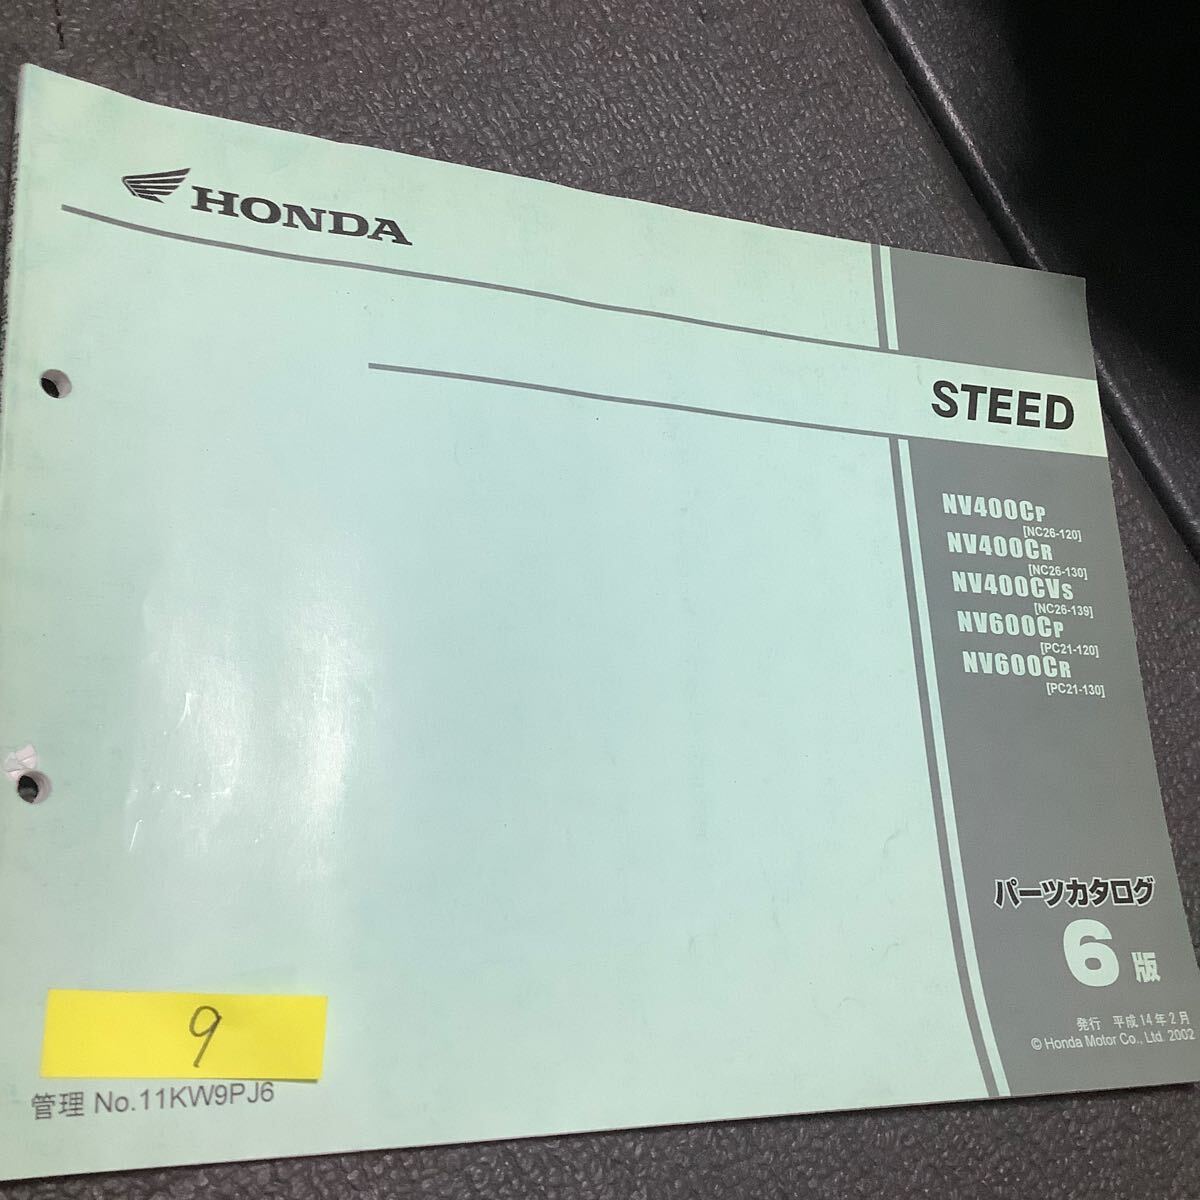 HONDA
STEED
NV400CP
[NC26-120]
NV400CR
[NC26-130]
NV400CVS
[NC26-139]
NV600CP
[PC21-120]
NV600CR
[PC21-130]
パーツカタログ
6版
発行 平成14年2月
© Honda Motor Co., Ltd. 2002
9
管理 No.11KW9PJ6